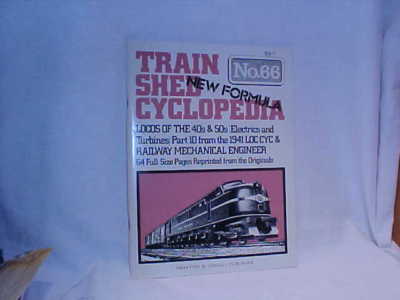 TRAIN
SHED
CYCLOPEDIA
No.66
NEW FORMULA
LOCOS OF THE 40s & 50s (Electrics and
Turbines) Part 10 from the 1941 LOC CYC &
RAILWAY MECHANICAL ENGINEER
64 Full Size Pages Reprinted from the Originals